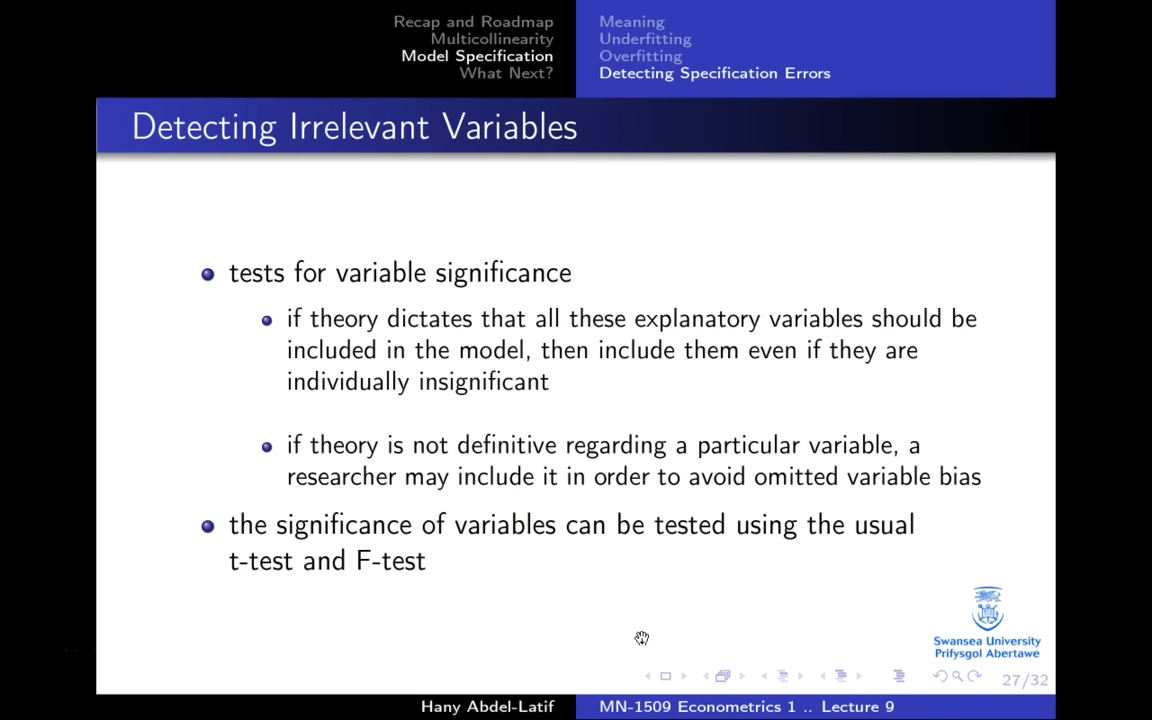 Recap and Roadmap
Multicollinearity
Model Specification
What Next?
Meaning
Underfitting
Overfitting
Detecting Specification Errors
Detecting Irrelevant Variables
tests for variable significance
if theory dictates that all these explanatory variables should be
included in the model, then include them even if they are
individually insignificant
if theory is not definitive regarding a particular variable, a
researcher may include it in order to avoid omitted variable bias
the significance of variables can be tested using the usual
t-test and F-test
Swansea University
Prifysgol Abertawe
27/32
Hany Abdel-Latif
MN-1509 Econometrics 1 .. Lecture 9